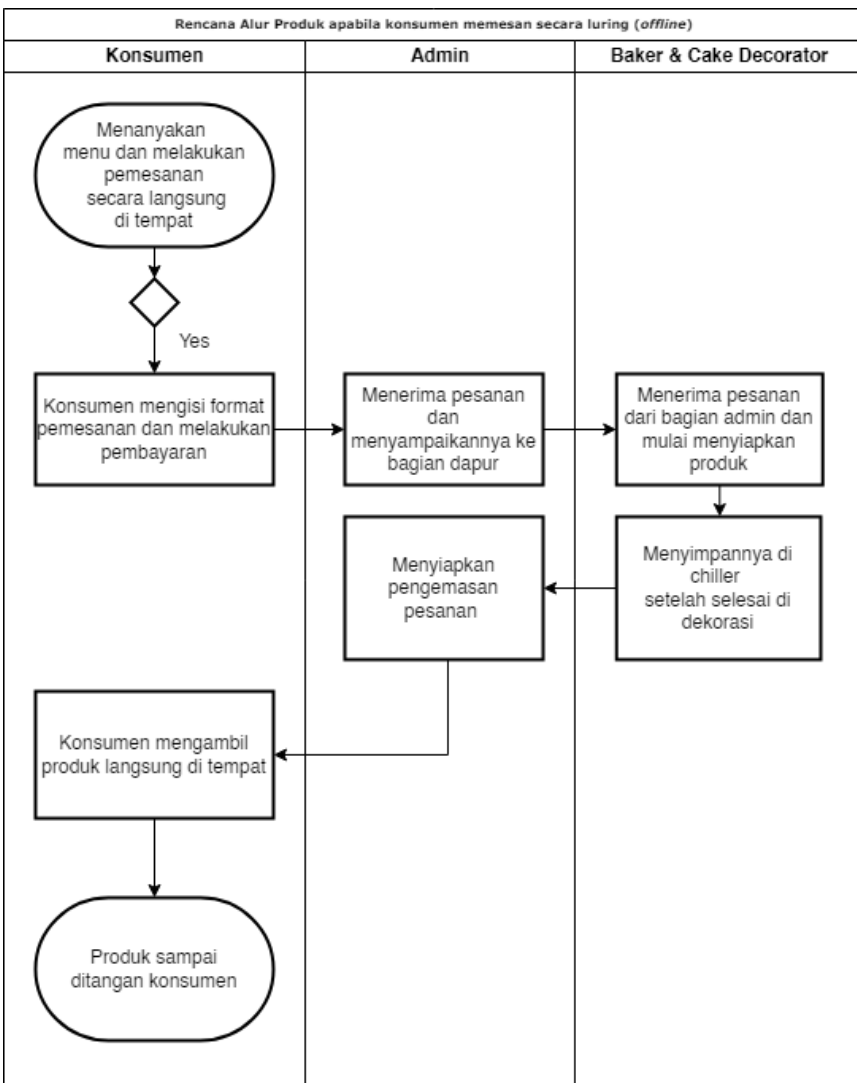 Rencana Alur Produk apabila konsumen memesan secara luring (offline)
Konsumen
Admin
Baker & Cake Decorator
Menanyakan
menu dan melakukan
pemesanan
secara langsung
di tempat
Yes
Konsumen mengisi format
pemesanan dan melakukan
pembayaran
Menerima pesanan
dan
menyampaikannya ke
bagian dapur
Menerima pesanan
dari bagian admin dan
mulai menyiapkan
produk
Menyimpannya di
chiller
setelah selesai di
dekorasi
Menyiapkan
pengemasan
pesanan
Konsumen mengambil
produk langsung di tempat
Produk sampai
ditangan konsumen